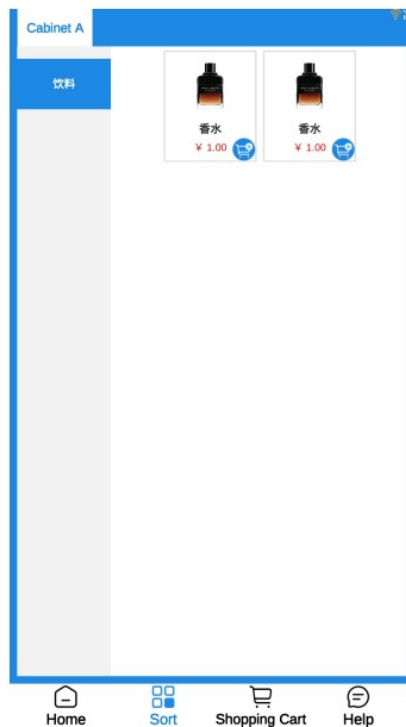 Cabinet A
饮料
香水
¥ 1.00
香水
¥ 1.00
Home
Sort
Shopping Cart
Help